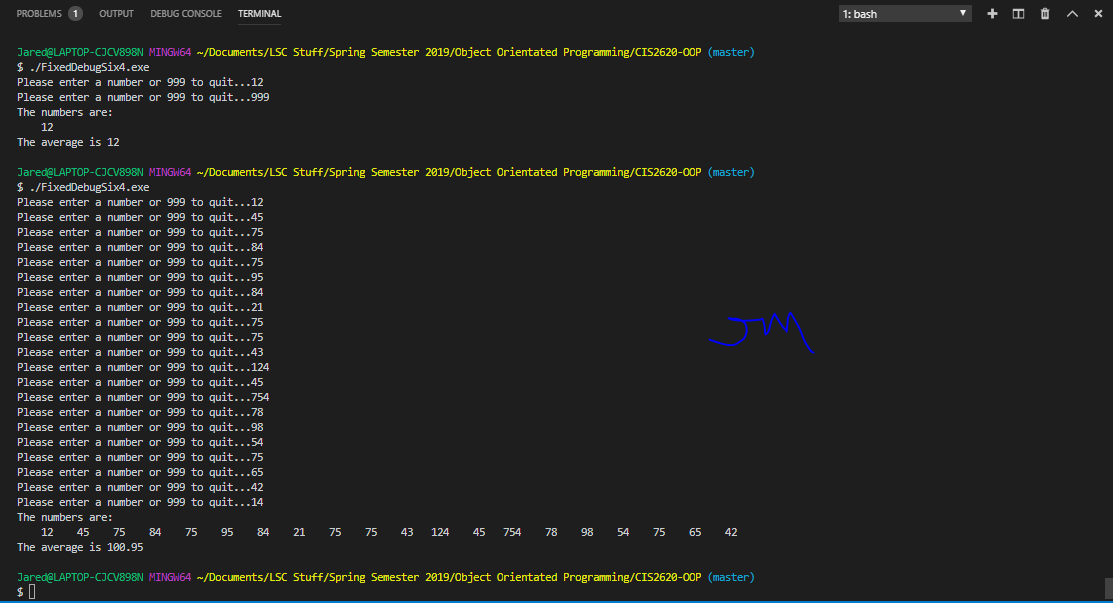 PROBLEMS 1 OUTPUT DEBUG CONSOLE TERMINAL 1: bash
Jared@LAPTOP-CJCV898N MINGW64 ~/Documents/LSC Stuff/Spring Semester 2019/Object Orientated Programming/CIS2620-OOP (master)
$ ./FixedDebugSix4.exe
Please enter a number or 999 to quit...12
Please enter a number or 999 to quit...999
The numbers are:
12
The average is 12
Jared@LAPTOP-CJCV898N MINGW64 ~/Documents/LSC Stuff/Spring Semester 2019/Object Orientated Programming/CIS2620-OOP (master)
$ ./FixedDebugSix4.exe
Please enter a number or 999 to quit...12
Please enter a number or 999 to quit...45
Please enter a number or 999 to quit...75
Please enter a number or 999 to quit...84
Please enter a number or 999 to quit...75
Please enter a number or 999 to quit...95
Please enter a number or 999 to quit...84
Please enter a number or 999 to quit...21
Please enter a number or 999 to quit...75
Please enter a number or 999 to quit...75
JM
Please enter a number or 999 to quit...43
Please enter a number or 999 to quit...124
Please enter a number or 999 to quit...45
Please enter a number or 999 to quit...754
Please enter a number or 999 to quit...78
Please enter a number or 999 to quit...98
Please enter a number or 999 to quit...54
Please enter a number or 999 to quit...75
Please enter a number or 999 to quit...65
Please enter a number or 999 to quit...42
Please enter a number or 999 to quit...14
The numbers are:
12 45 75 84 75 95 84 21 75 75 43 124 45 754 78 98 54 75 65 42
The average is 100.95
Jared@LAPTOP-CJCV898N MINGW64 ~/Documents/LSC Stuff/Spring Semester 2019/Object Orientated Programming/CIS2620-OOP (master)
$